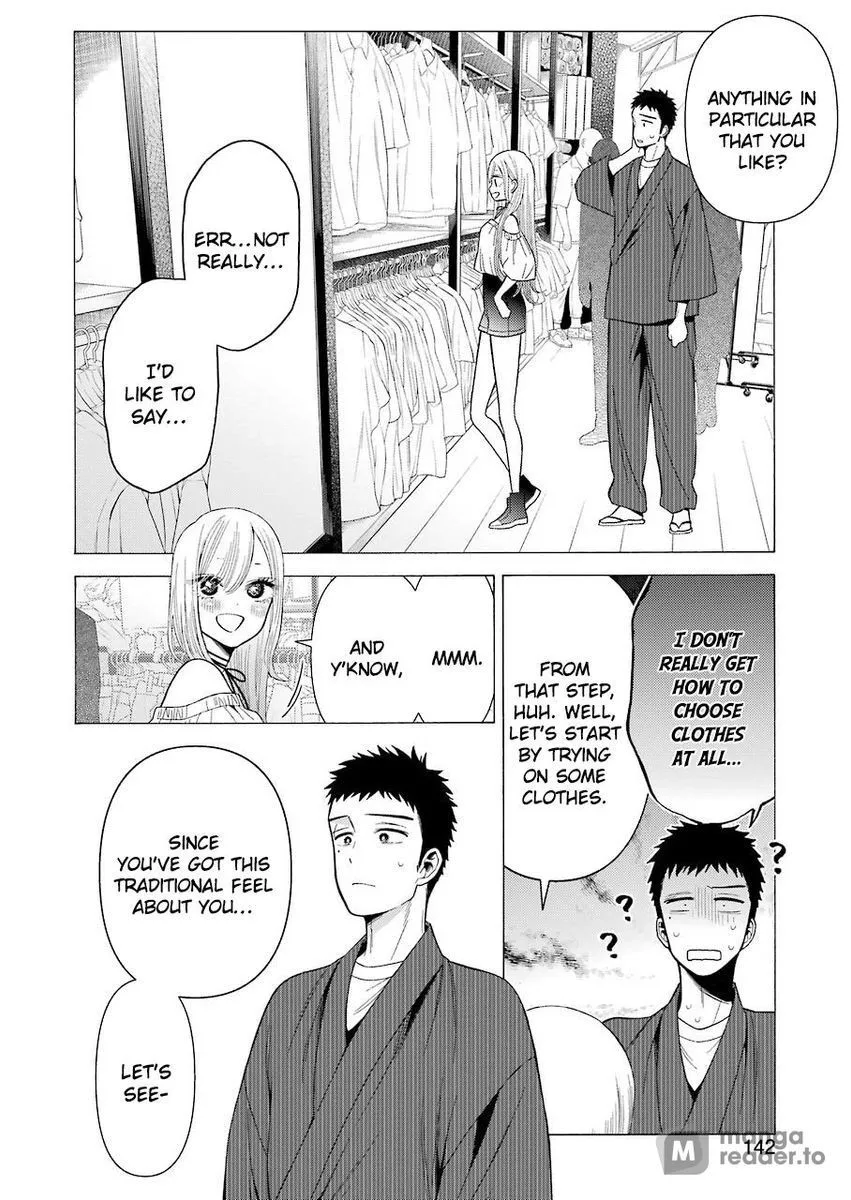 ANYTHING IN
PARTICULAR
THAT YOU
LIKE?
ERR...NOT
REALLY...
I'D
LIKE TO
SAY...
I DON'T
REALLY GET
HOW TO
CHOOSE
CLOTHES
AT ALL...
FROM
THAT STEP,
HUH. WELL,
LET'S START
BY TRYING
ON SOME
CLOTHES.
?
?
?
MMM.
AND
Y'KNOW,
SINCE
YOU'VE GOT THIS
TRADITIONAL FEEL
ABOUT YOU...
LET'S
SEE-
142
M manga
reader.to